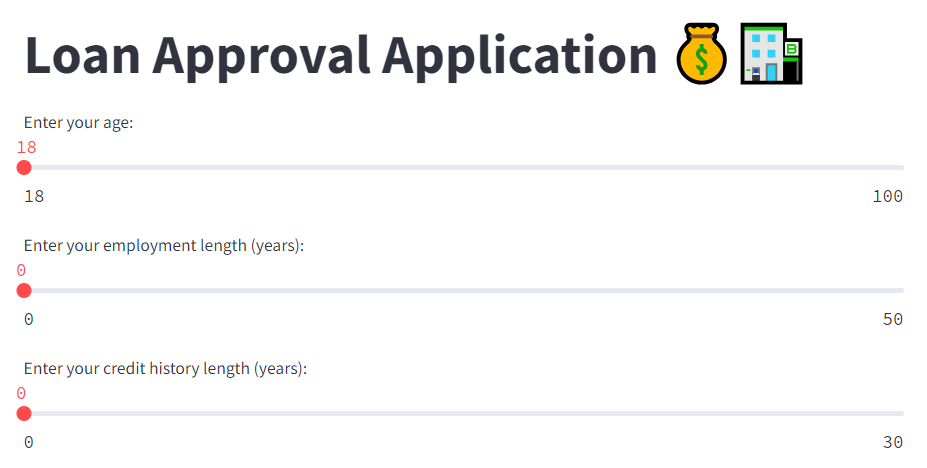 Loan Approval Application 💰🏦
Enter your age:
18
18 100
Enter your employment length (years):
0
0 50
Enter your credit history length (years):
0
0 30